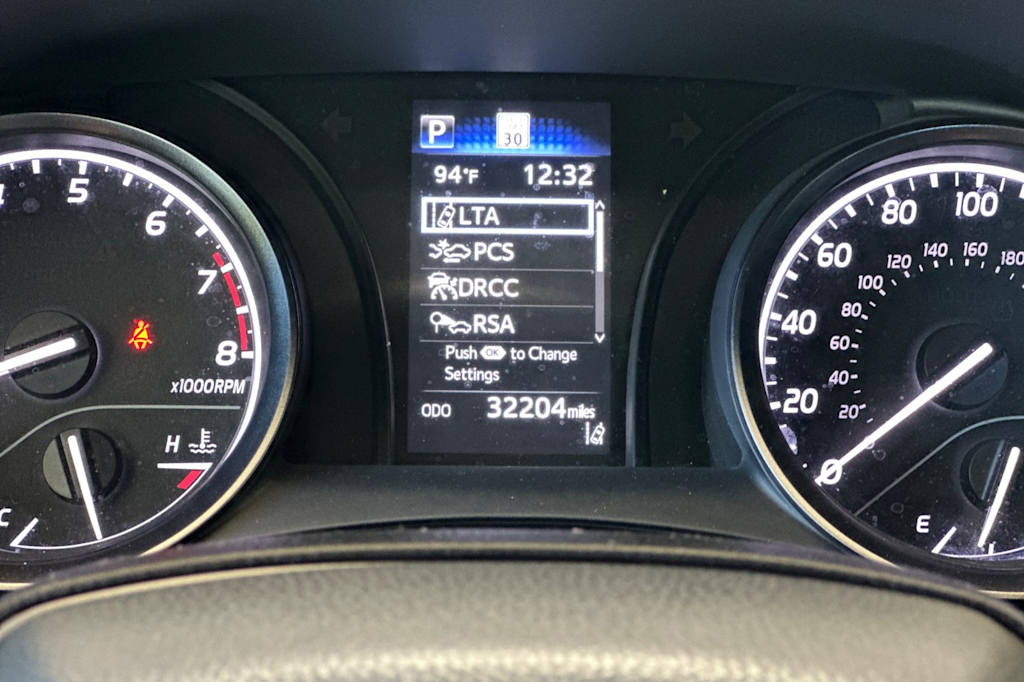 P
30
94°F 12:32
LTA
PCS
DRCC
RSA
Push OK to Change
Settings
ODO 32204 miles
5
6
7
8
x1000RPM
H
C
0
20
40
60
80
100
20
40
60
80
100
120
140
160
180
E